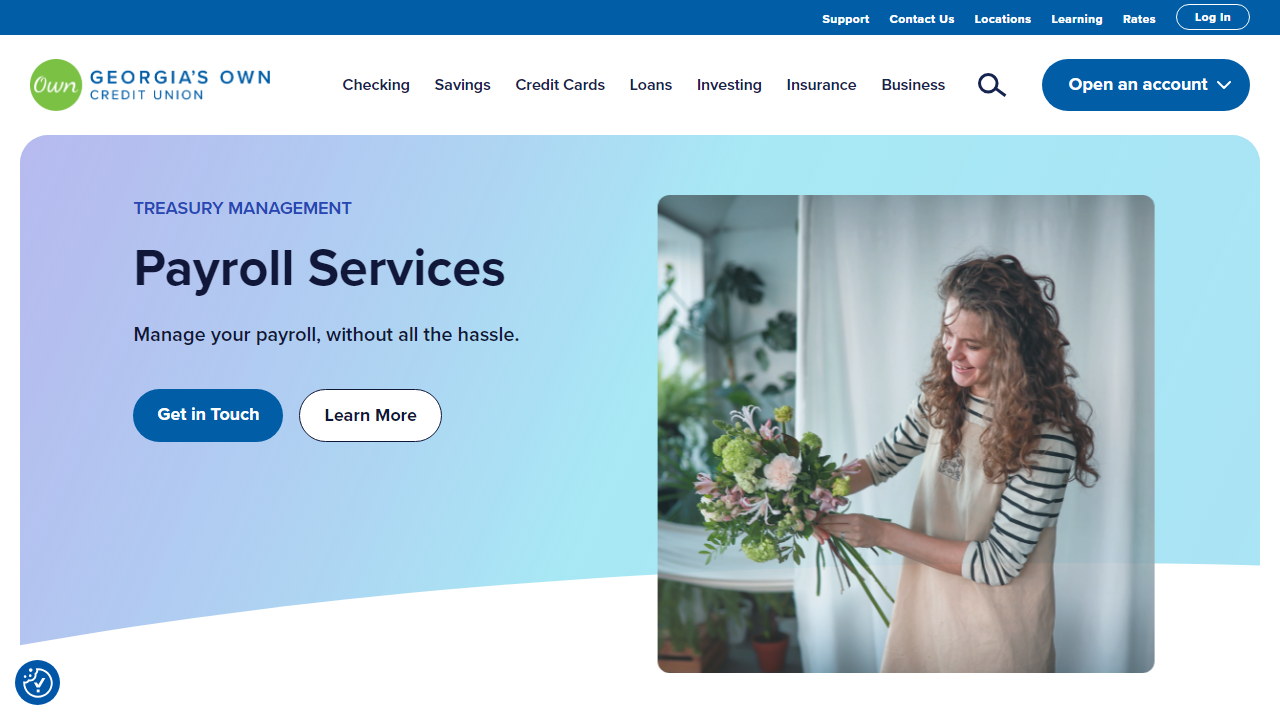 Support Contact Us Locations Learning Rates Log In
Own GEORGIA'S OWN
CREDIT UNION
Checking Savings Credit Cards Loans Investing Insurance Business Open an account
TREASURY MANAGEMENT
Payroll Services
Manage your payroll, without all the hassle.
Get in Touch Learn More